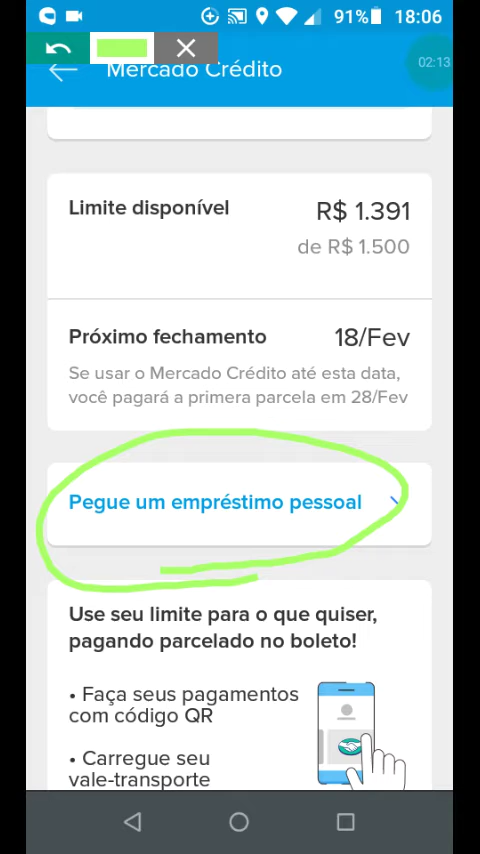 91% 18:06
Mercado Crédito
02:13
Limite disponível
R$ 1.391
de R$ 1.500
Próximo fechamento
18/Fev
Se usar o Mercado Crédito até esta data,
você pagará a primera parcela em 28/Fev
Pegue um empréstimo pessoal
Use seu limite para o que quiser,
pagando parcelado no boleto!
• Faça seus pagamentos
com código QR
• Carregue seu
vale-transporte